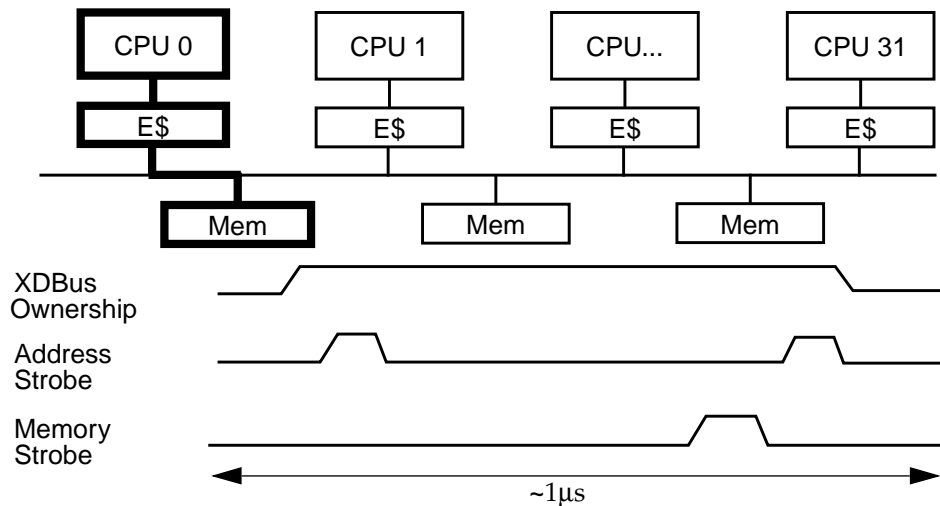 CPU 0
CPU 1
CPU...
CPU 31
E$
E$
E$
E$
Mem
Mem
Mem
XDBus
Ownership
Address
Strobe
Memory
Strobe
~1µs